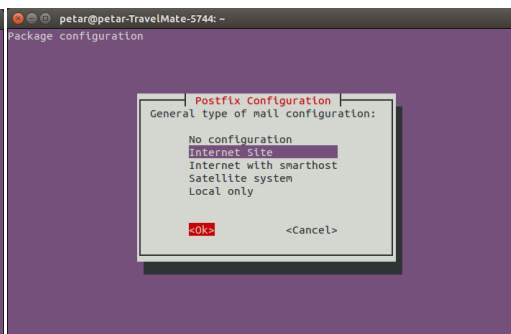 petar@petar-TravelMate-5744: ~
Package configuration
Postfix Configuration
General type of mail configuration:
No configuration
Internet Site
Internet with smarthost
Satellite system
Local only
<Ok> <Cancel>